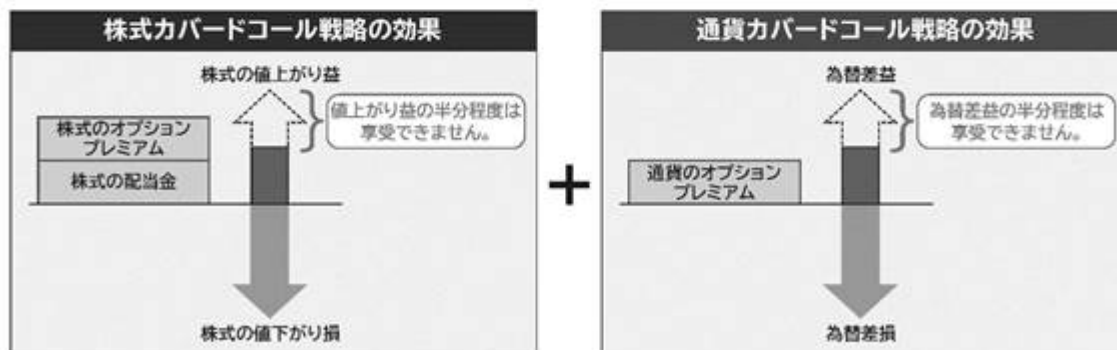 株式カバードコール戦略の効果
株式の値上がり益
値上がり益の半分程度は
享受できません。
株式のオプション
プレミアム
株式の配当金
株式の値下がり損
+
通貨カバードコール戦略の効果
為替差益
為替差益の半分程度は
享受できません。
通貨のオプション
プレミアム
為替差損